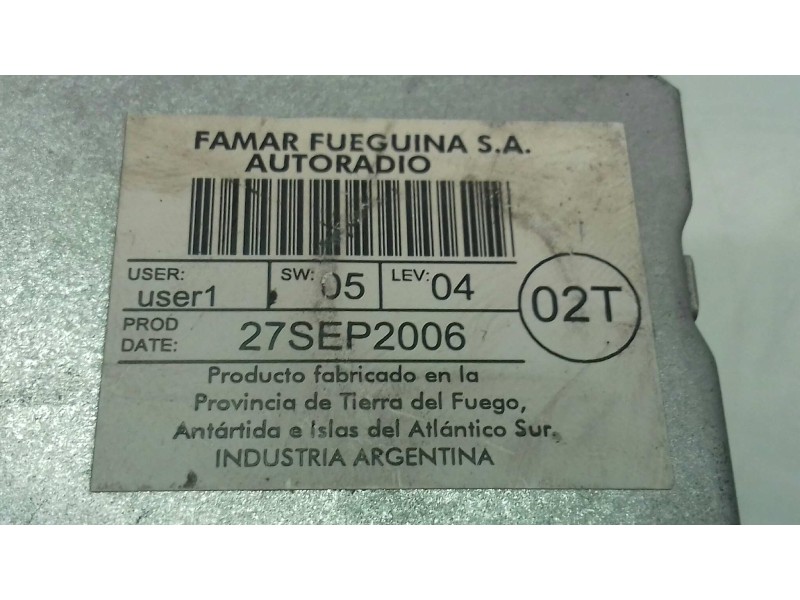 FAMAR FUEGUINA S.A.
AUTORADIO
USER: user1 SW: 05 LEV: 04
02T
PROD DATE: 27SEP2006
Producto fabricado en la
Provincia de Tierra del Fuego,
Antártida e Islas del Atlántico Sur.
INDUSTRIA ARGENTINA